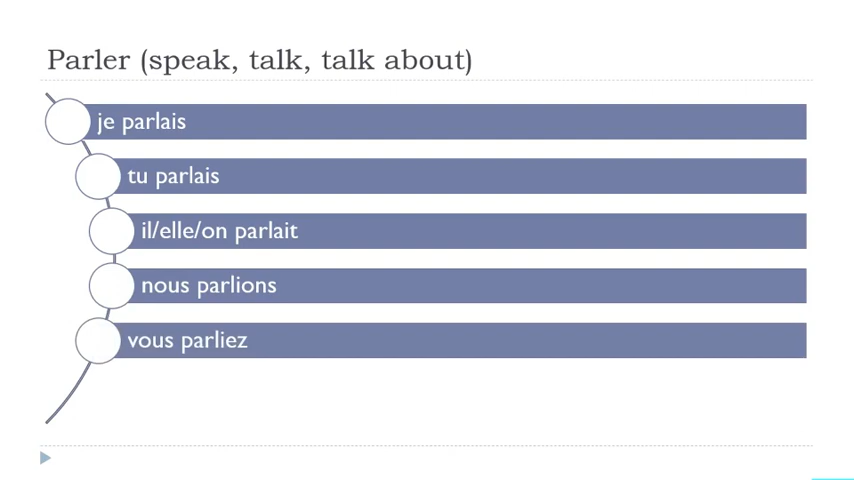 Parler (speak, talk, talk about)
je parlais
tu parlais
il/elle/on parlait
nous parlions
vous parliez